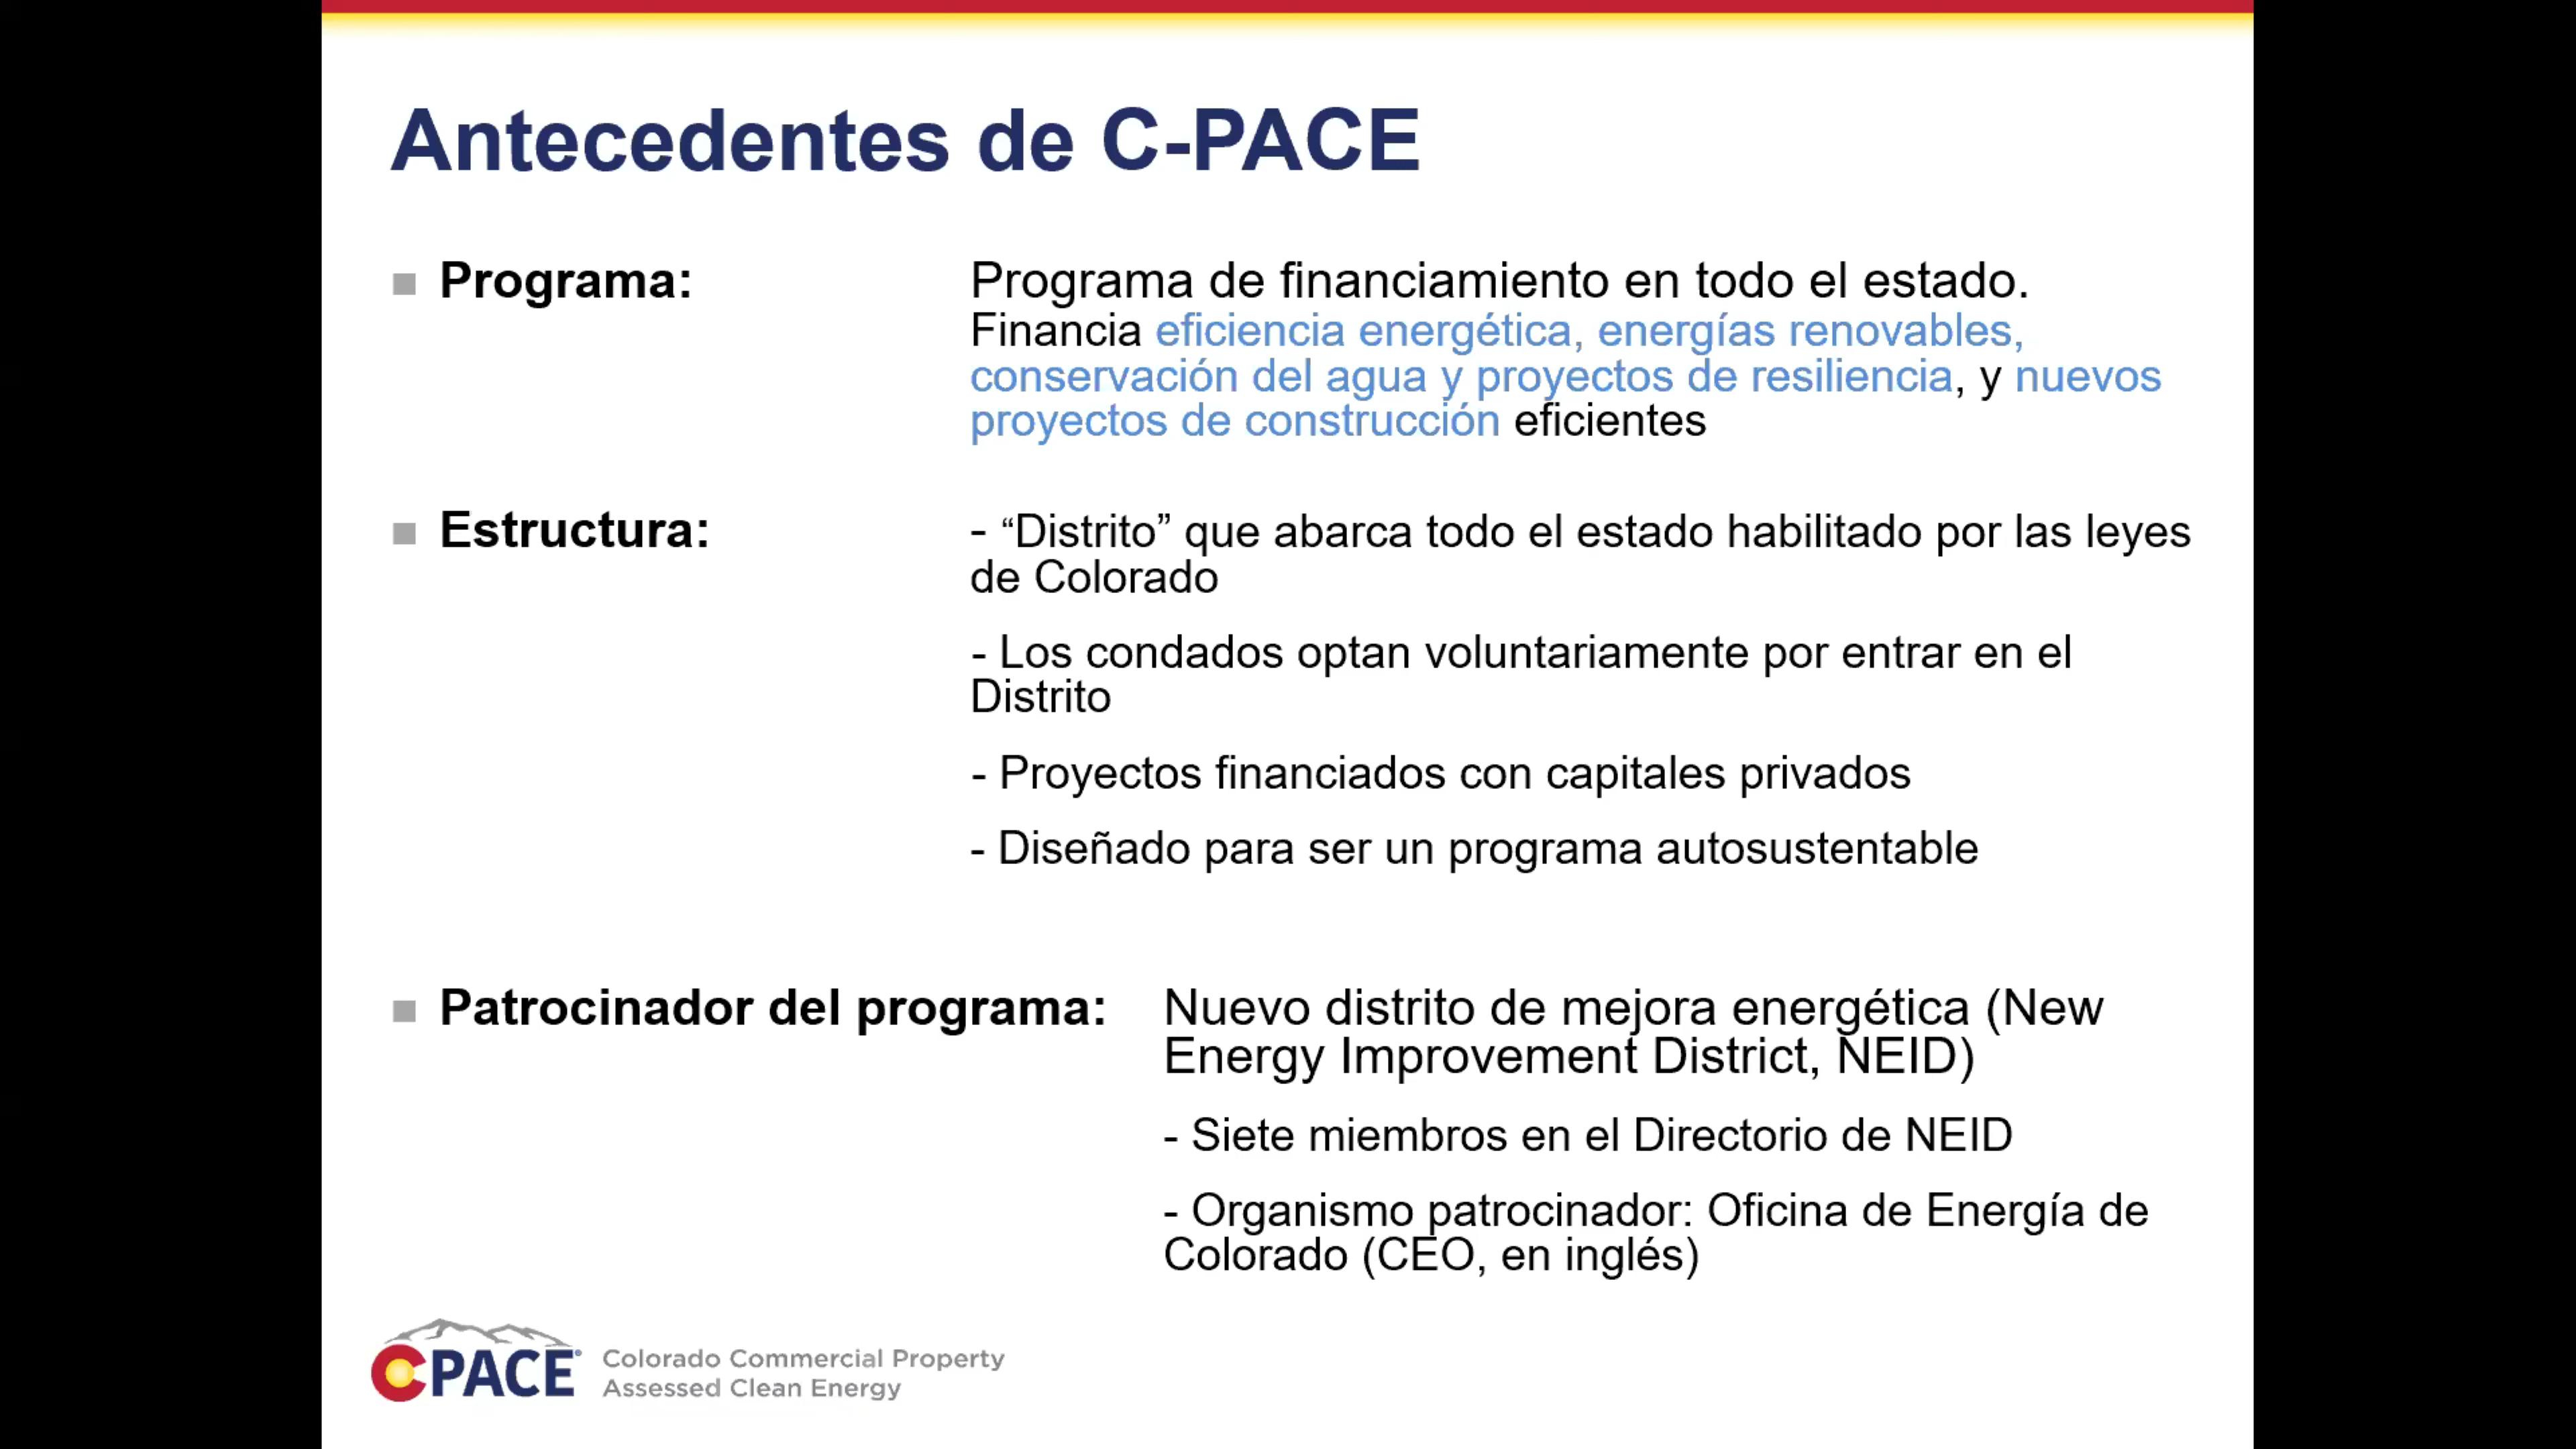 Antecedentes de C-PACE
Programa:
Programa de financiamiento en todo el estado.
Financia eficiencia energética, energías renovables,
conservación del agua y proyectos de resiliencia, y nuevos
proyectos de construcción eficientes
Estructura:
- “Distrito” que abarca todo el estado habilitado por las leyes
de Colorado
- Los condados optan voluntariamente por entrar en el
Distrito
- Proyectos financiados con capitales privados
- Diseñado para ser un programa autosustentable
Patrocinador del programa:
Nuevo distrito de mejora energética (New
Energy Improvement District, NEID)
- Siete miembros en el Directorio de NEID
- Organismo patrocinador: Oficina de Energía de
Colorado (CEO, en inglés)
CPACE®
Colorado Commercial Property
Assessed Clean Energy